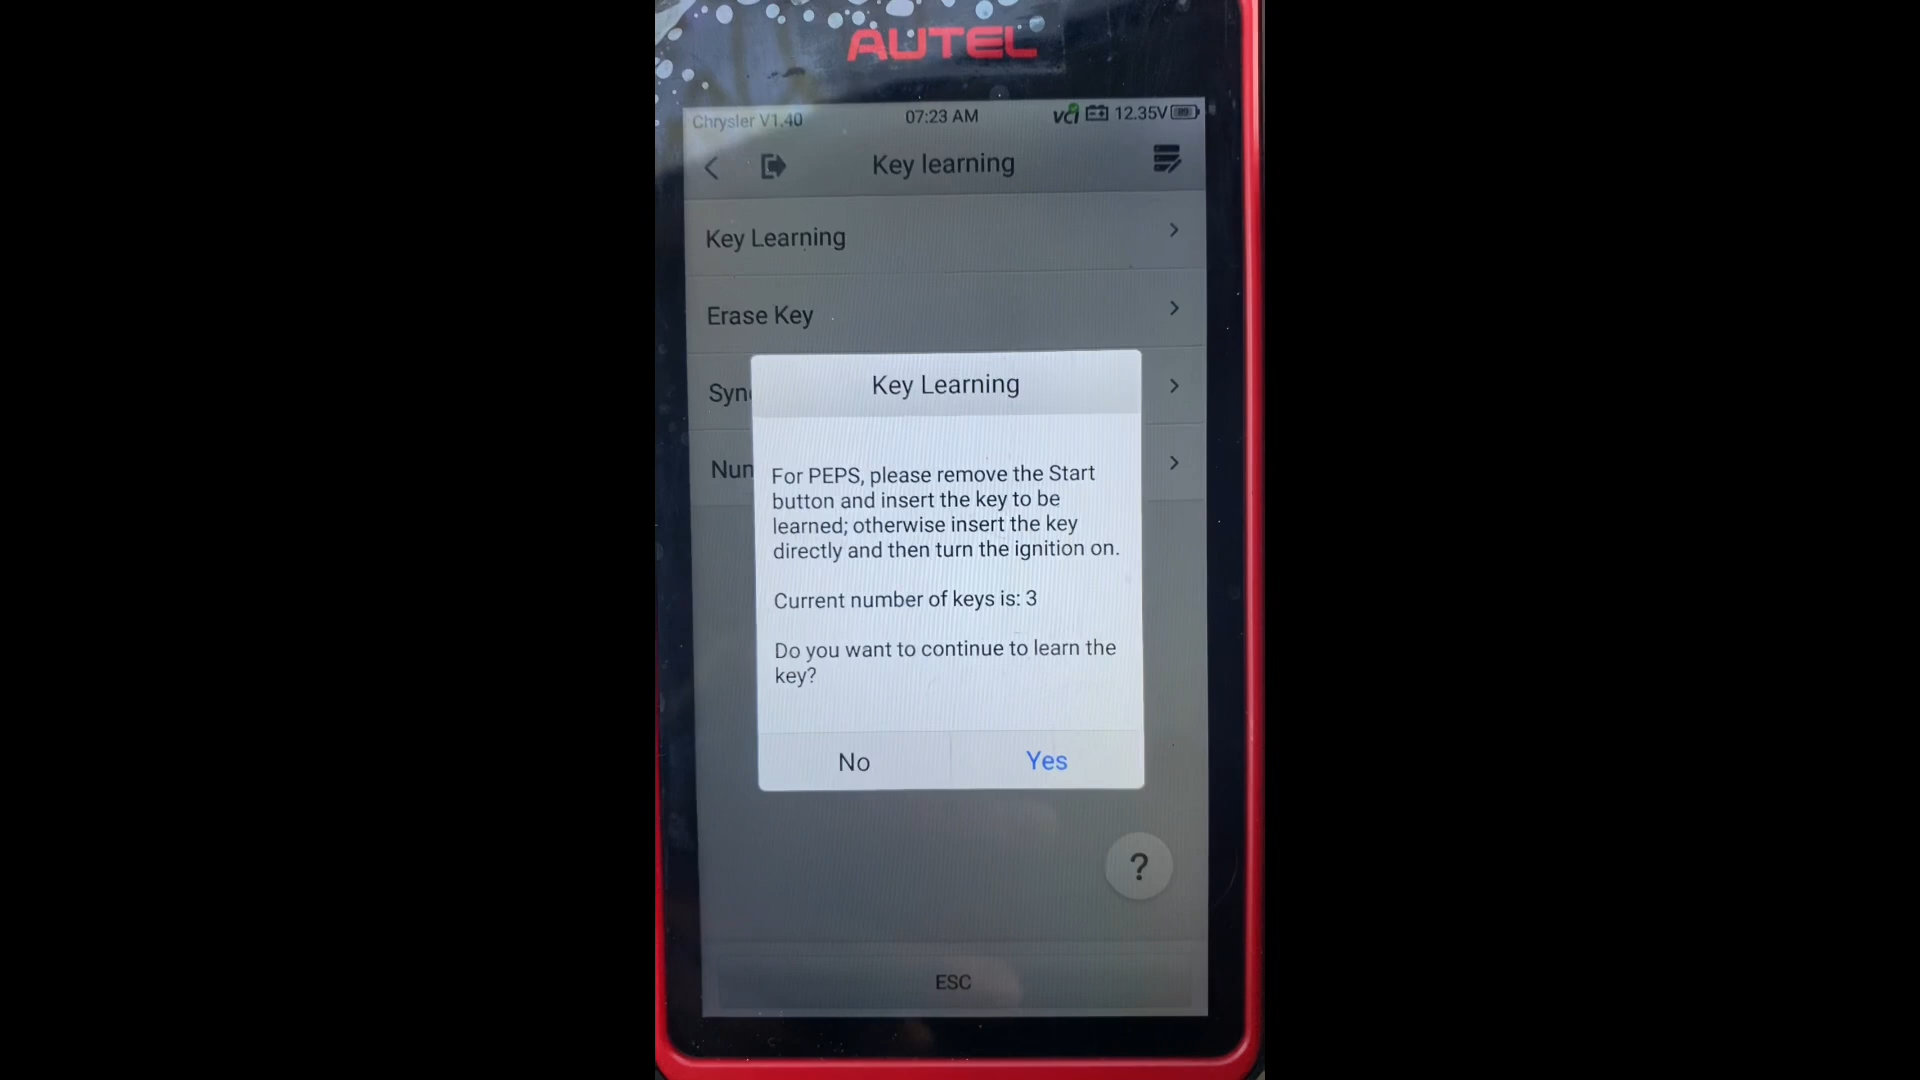 AUTEL
Chrysler V1.40
07:23 AM
VCI
12.35V
Key learning
Key Learning
Erase Key
Key Learning
For PEPS, please remove the Start
button and insert the key to be
learned; otherwise insert the key
directly and then turn the ignition on.
Current number of keys is: 3
Do you want to continue to learn the
key?
No
Yes
?
ESC